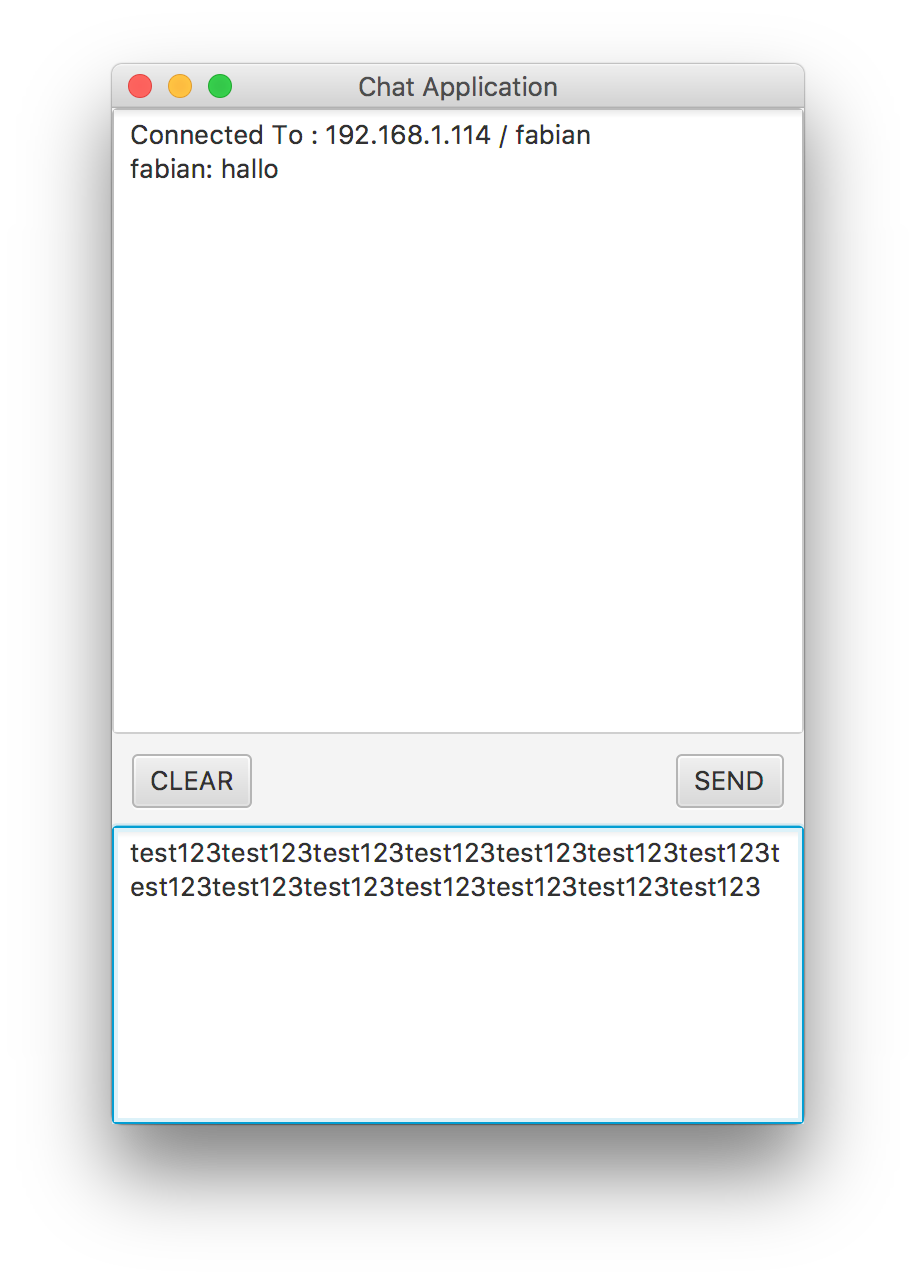 Chat Application
Connected To : 192.168.1.114 / fabian
fabian: hallo
CLEAR
SEND
test123test123test123test123test123test123test123t
est123test123test123test123test123test123test123